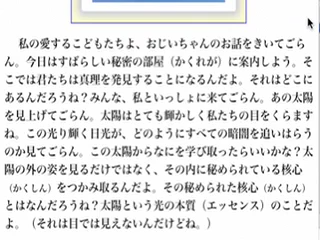 私の愛するこどもたちよ、おじいちゃんのお話をきいてごら
ん。今日はすばらしい秘密の部屋（かくれが）に案内しよう。そ
こでは君たちは真理を発見することになるんだよ。それはどこに
あるんだろうね？みんな、私といっしょに来てごらん。あの太陽
を見上げてごらん。太陽はとても輝かしく私たちの目をくらます
ね。この光り輝く日光が、どのようにすべての暗闇を追いはらう
のか見てごらん。この太陽からなにを学び取ったらいいかな？太
陽の外の姿を見るだけではなく、その内に秘められている核心
（かくしん）をつかみ取るんだよ。その秘められた核心（かくしん）
とはなんだろうね？太陽という光の本質（エッセンス）のことだ
よ。（それは目では見えないんだけどね。）